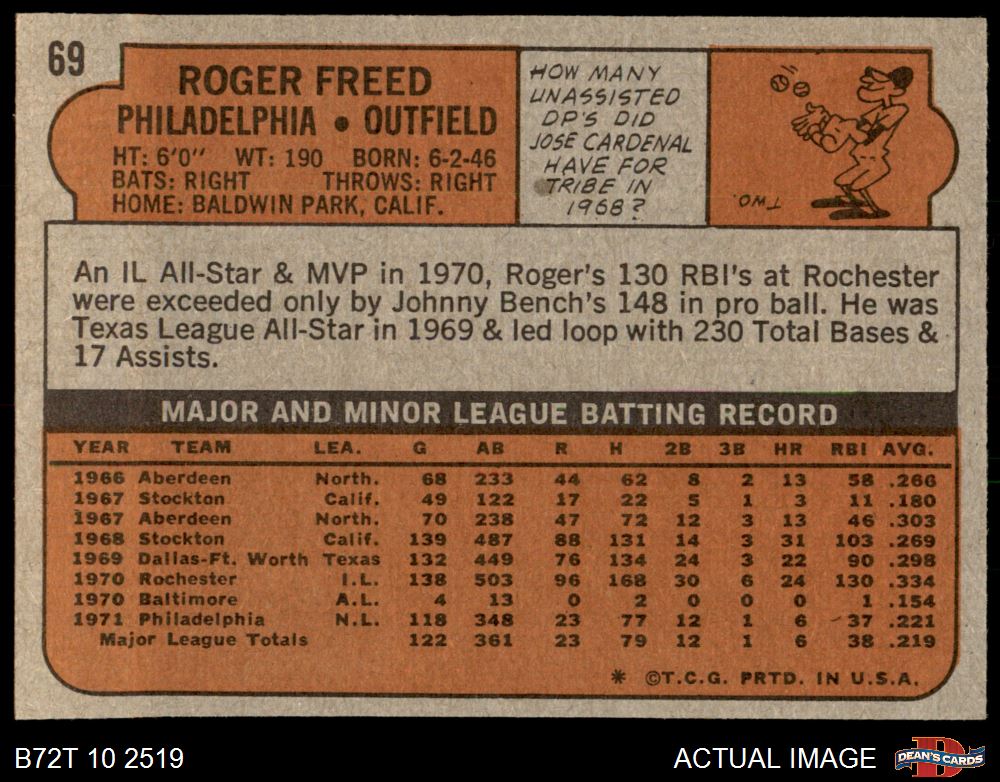 69
ROGER FREED
PHILADELPHIA • OUTFIELD
HT: 6'0" WT: 190 BORN: 6-2-46
BATS: RIGHT THROWS: RIGHT
HOME: BALDWIN PARK, CALIF.
HOW MANY
UNASSISTED
DP'S DID
JOSE CARDENAL
HAVE FOR
TRIBE IN
1968?
TWO.
An IL All-Star & MVP in 1970, Roger's 130 RBI's at Rochester
were exceeded only by Johnny Bench's 148 in pro ball. He was
Texas League All-Star in 1969 & led loop with 230 Total Bases &
17 Assists.
MAJOR AND MINOR LEAGUE BATTING RECORD
YEAR TEAM LEA. G AB R H 2B 3B HR RBI AVG.
1966 Aberdeen North. 68 233 44 62 8 2 13 58 .266
1967 Stockton Calif. 49 122 17 22 5 1 3 11 .180
1967 Aberdeen North. 70 238 47 72 12 3 13 46 .303
1968 Stockton Calif. 139 487 88 131 14 3 31 103 .269
1969 Dallas-Ft. Worth Texas 132 449 76 134 24 3 22 90 .298
1970 Rochester I.L. 138 503 96 168 30 6 24 130 .334
1970 Baltimore A.L. 4 13 0 2 0 0 0 1 .154
1971 Philadelphia N.L. 118 348 23 77 12 1 6 37 .221
Major League Totals 122 361 23 79 12 1 6 38 .219
* ©T.C.G. PRTD. IN U.S.A.
B72T 10 2519 ACTUAL IMAGE
D
DEAN'S CARDS